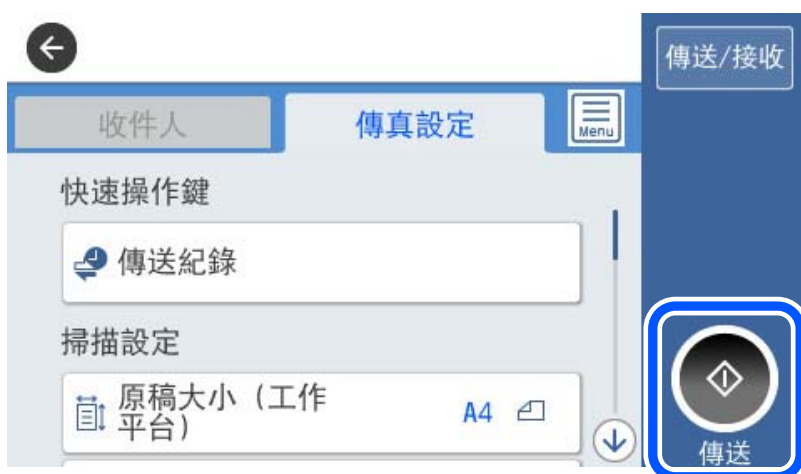 傳送/接收
收件人
傳真設定
Menu
快速操作鍵
傳送紀錄
掃描設定
原稿大小（工作
平台）
A4
傳送